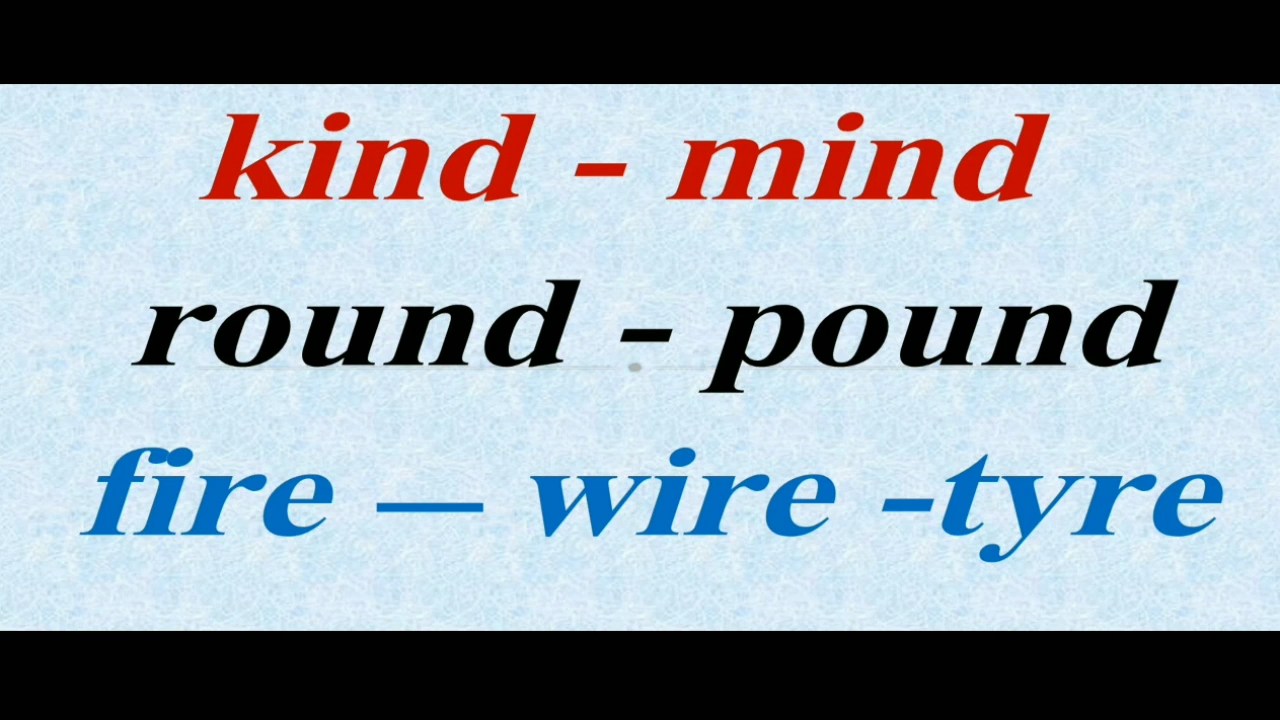 kind - mind
round - pound
fire — wire -tyre